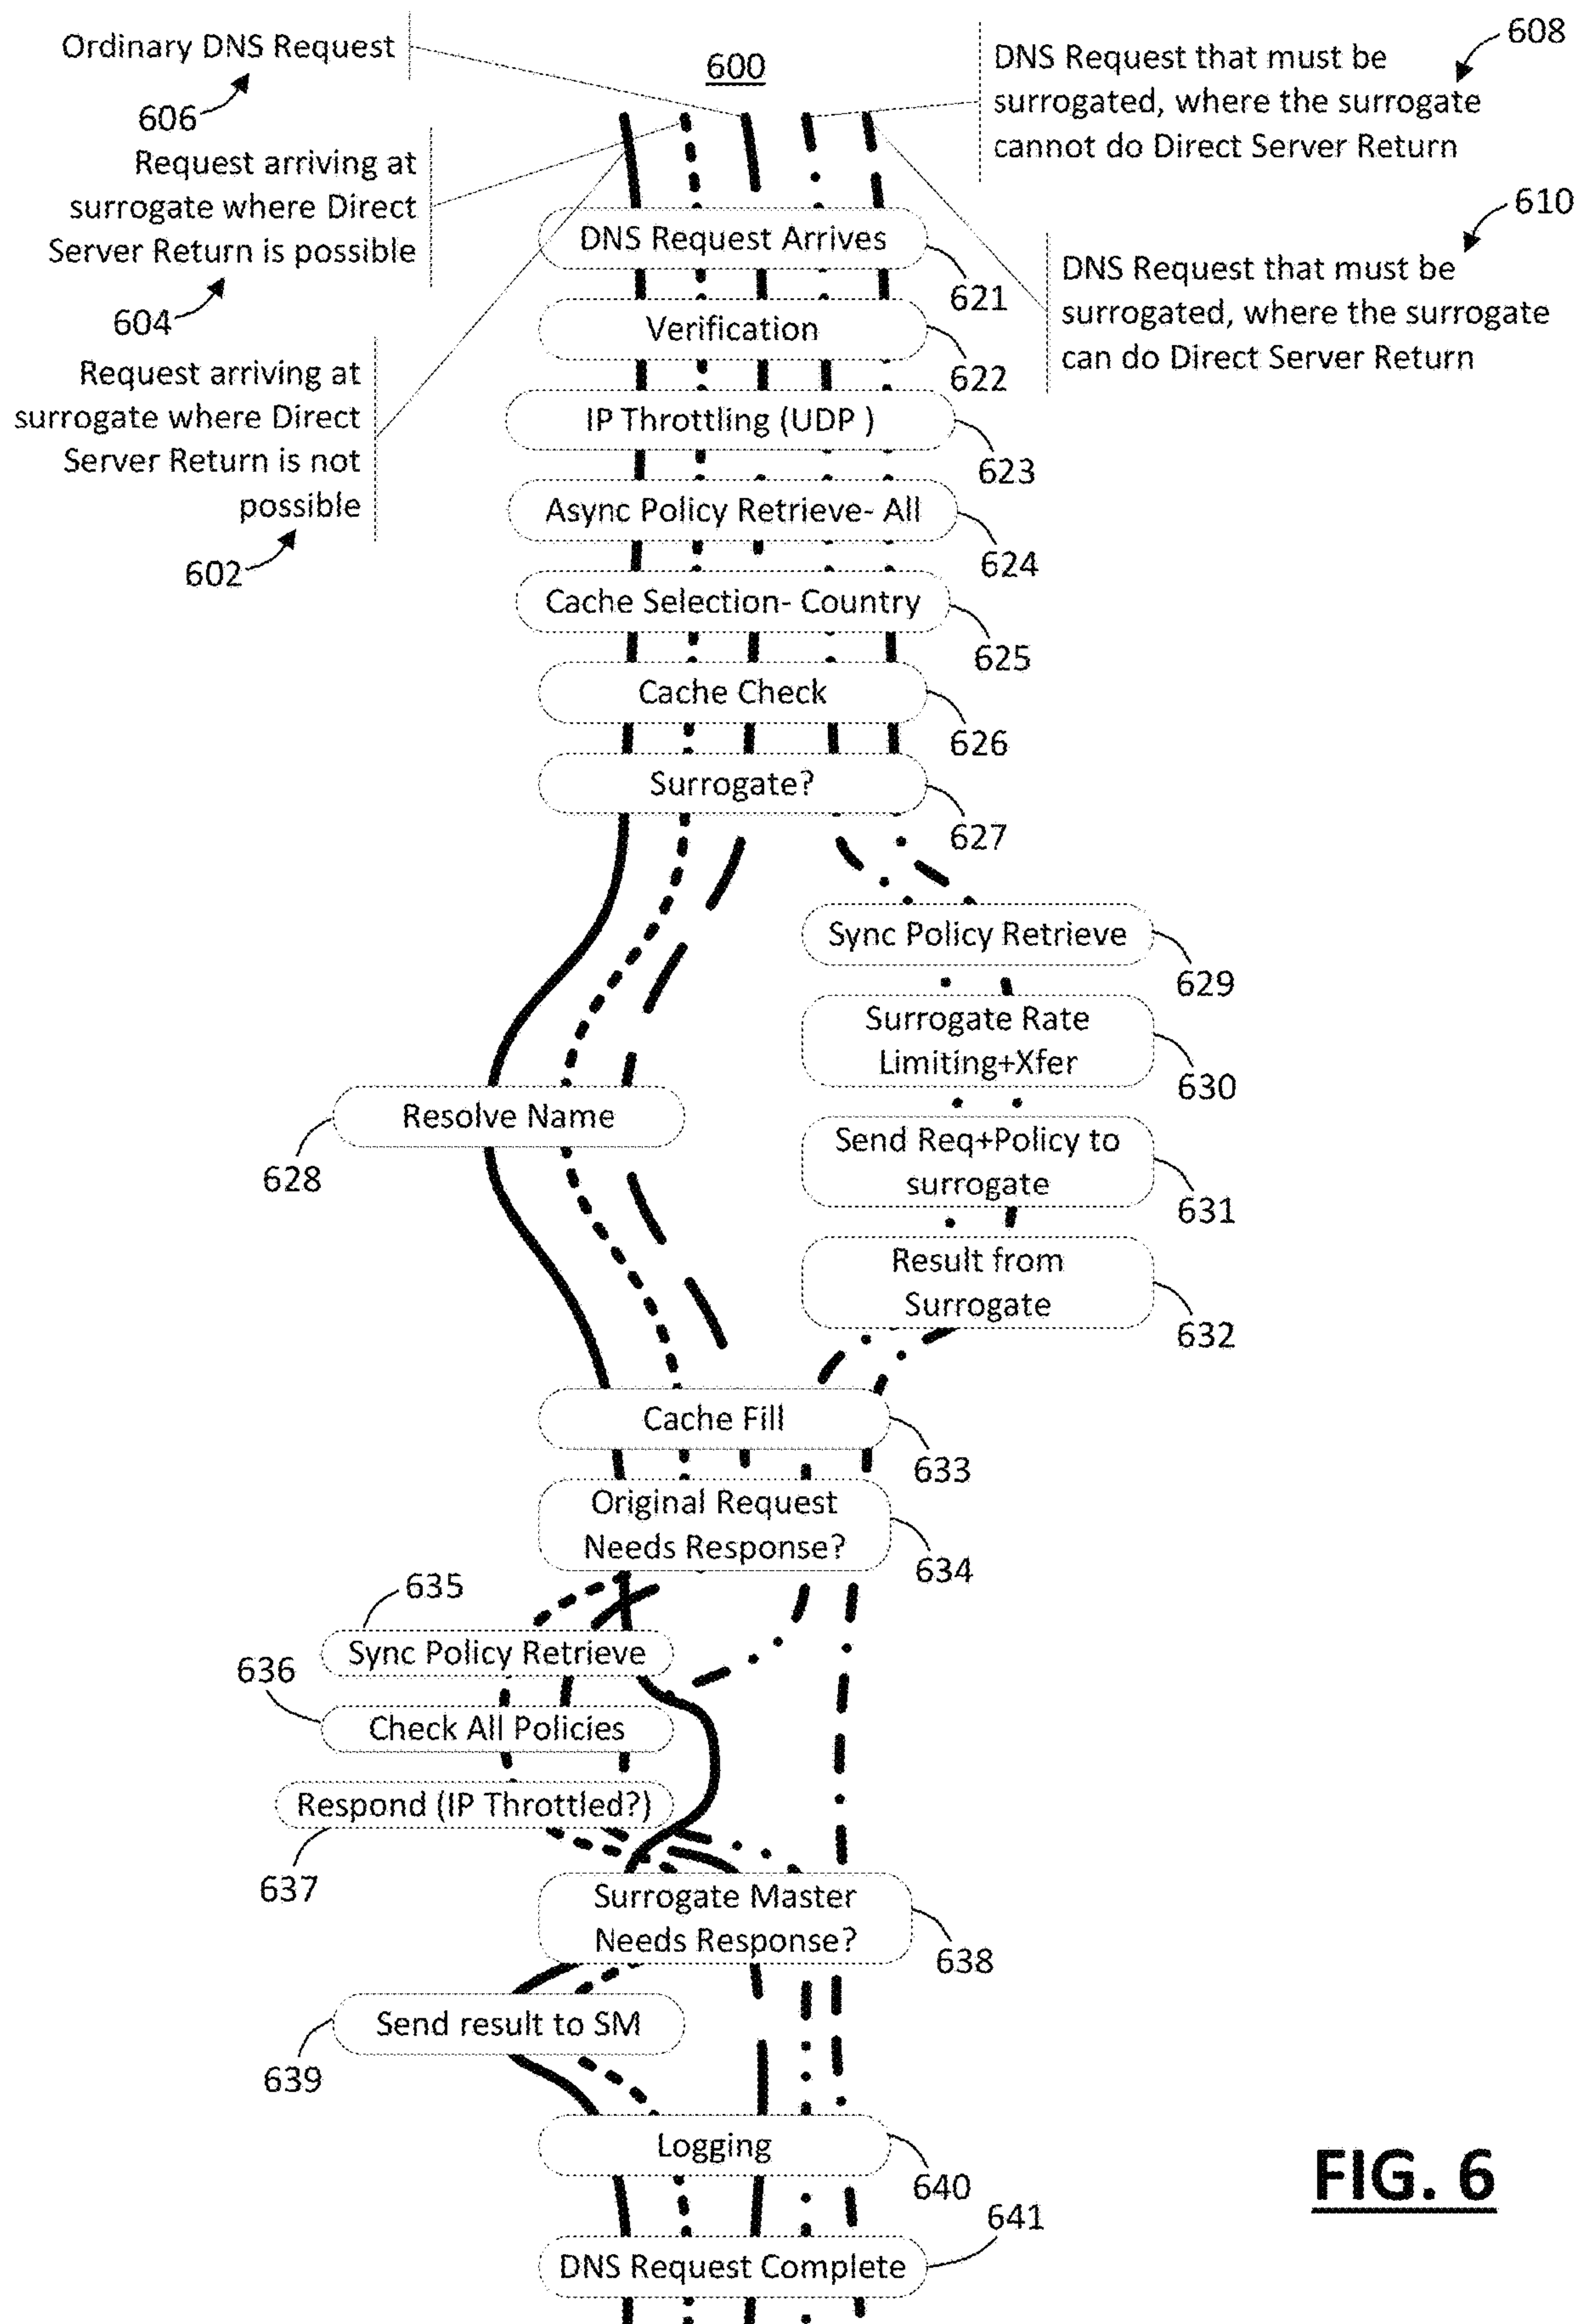 Ordinary DNS Request
606
600
608
DNS Request that must be
surrogated, where the surrogate
cannot do Direct Server Return
Request arriving at
surrogate where Direct
Server Return is possible
604
610
DNS Request that must be
surrogated, where the surrogate
can do Direct Server Return
Request arriving at
surrogate where Direct
Server Return is not
possible
602
DNS Request Arrives
621
Verification
622
IP Throttling (UDP )
623
Async Policy Retrieve- All
624
Cache Selection- Country
625
Cache Check
626
Surrogate?
627
Sync Policy Retrieve
629
Surrogate Rate
Limiting+Xfer
630
Resolve Name
628
Send Req+Policy to
surrogate
631
Result from
Surrogate
632
Cache Fill
633
Original Request
Needs Response?
634
635
Sync Policy Retrieve
636
Check All Policies
Respond (IP Throttled?)
637
Surrogate Master
Needs Response?
638
Send result to SM
639
Logging
640
641
DNS Request Complete
FIG. 6